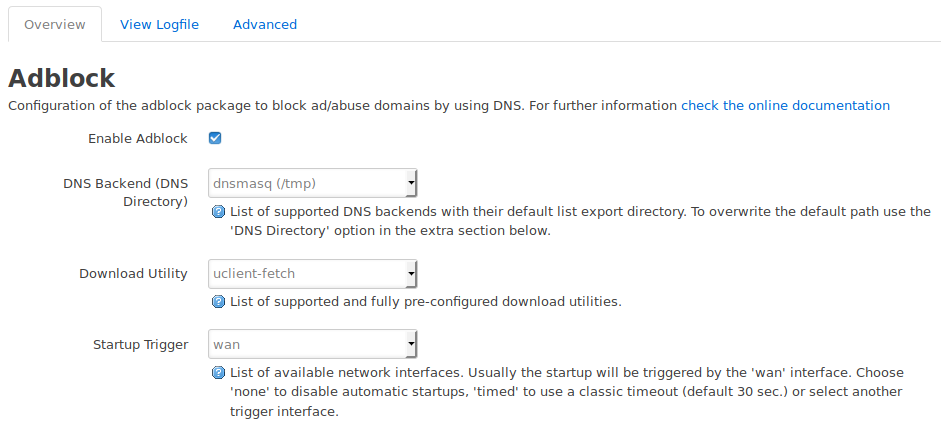 Overview View Logfile Advanced
Adblock
Configuration of the adblock package to block ad/abuse domains by using DNS. For further information check the online documentation
Enable Adblock
DNS Backend (DNS
Directory)
dnsmasq (/tmp)
List of supported DNS backends with their default list export directory. To overwrite the default path use the
'DNS Directory' option in the extra section below.
Download Utility
uclient-fetch
List of supported and fully pre-configured download utilities.
Startup Trigger
wan
List of available network interfaces. Usually the startup will be triggered by the 'wan' interface. Choose
'none' to disable automatic startups, 'timed' to use a classic timeout (default 30 sec.) or select another
trigger interface.